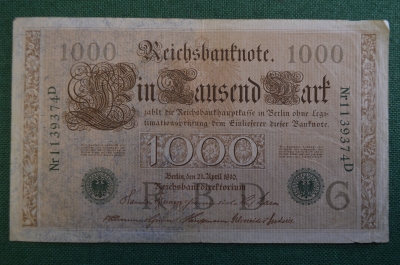 1000 Reichsbanknote. 1000
Ein Tausend Mark
zahlt die Reichsbankhauptkasse in Berlin ohne Legi-
timationsprüfung dem Einlieferer dieser Banknote.
1000
Berlin, den 21. April 1910.
Reichsbankdirektorium
R B D 6
Nr 1139374D
Nr 1139374D